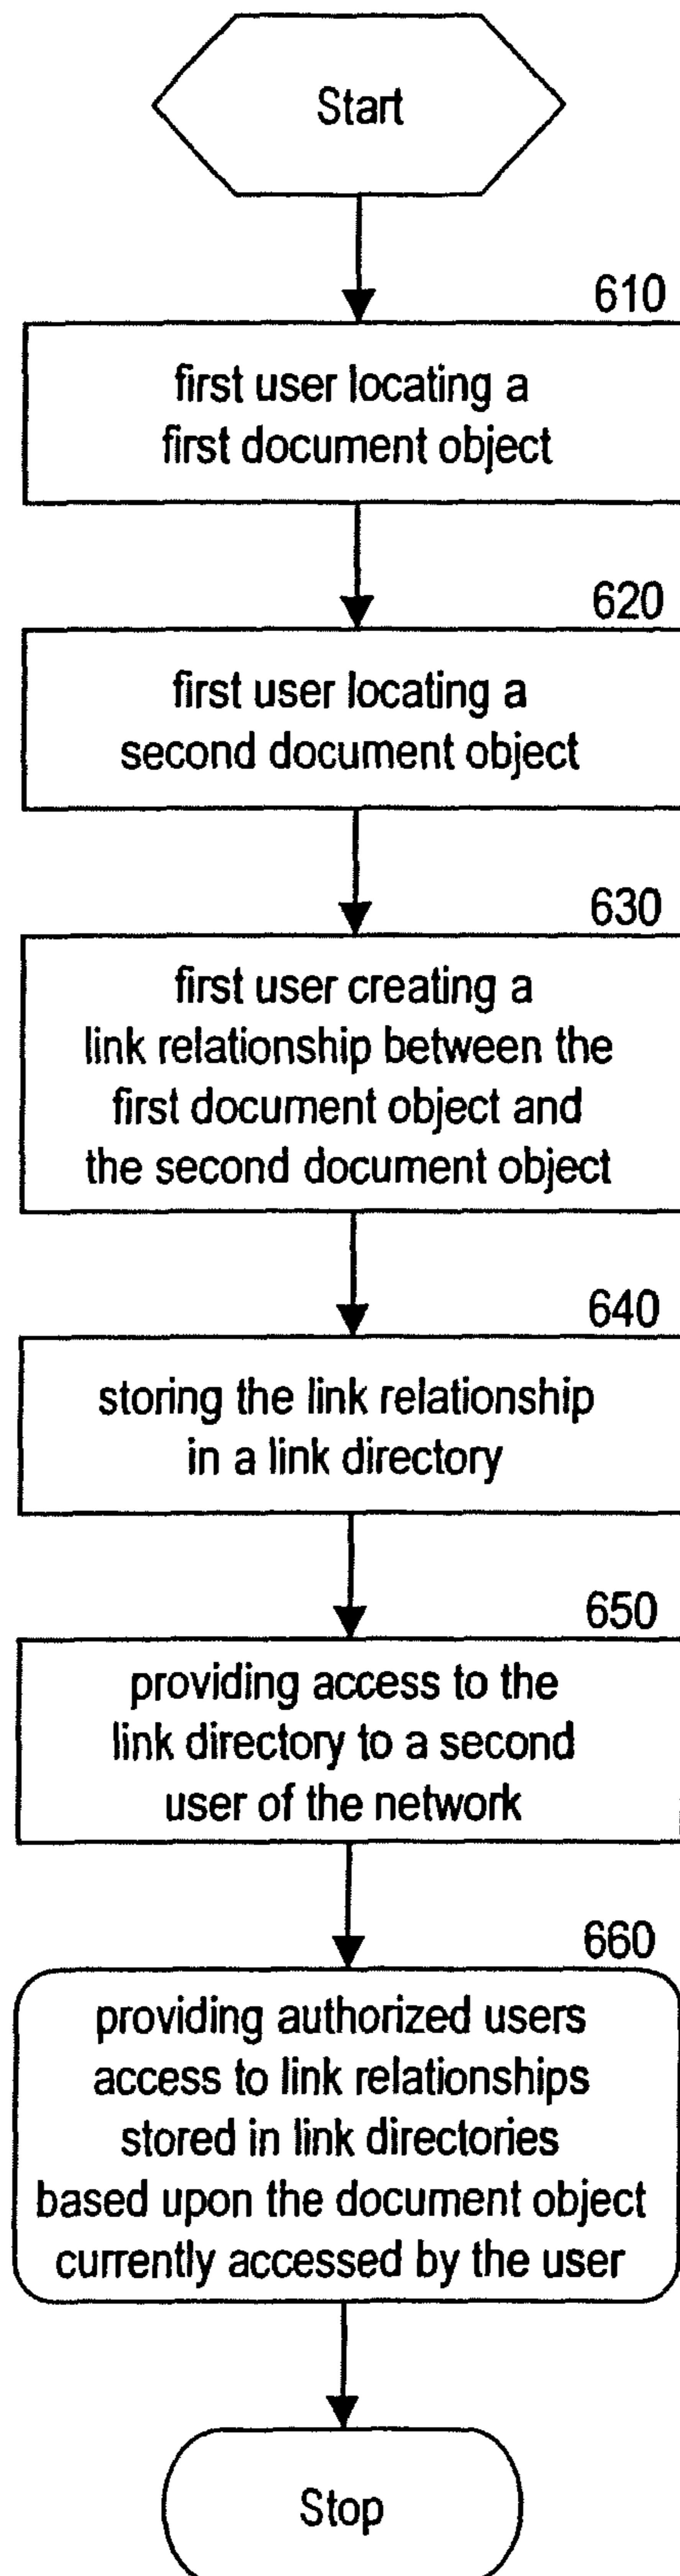 Start
610
first user locating a
first document object
620
first user locating a
second document object
630
first user creating a
link relationship between the
first document object and
the second document object
640
storing the link relationship
in a link directory
650
providing access to the
link directory to a second
user of the network
660
providing authorized users
access to link relationships
stored in link directories
based upon the document object
currently accessed by the user
Stop